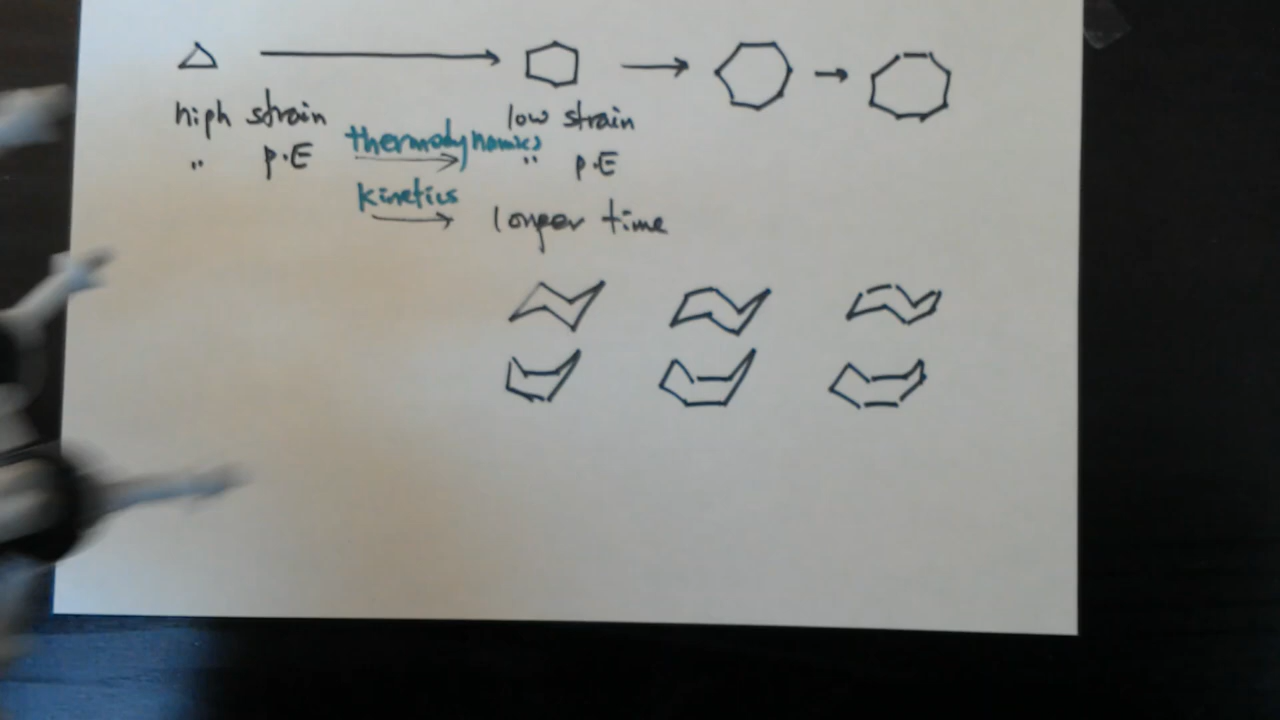 high strain
low strain
thermodynamics
" p.E
" p.E
kinetics
longer time